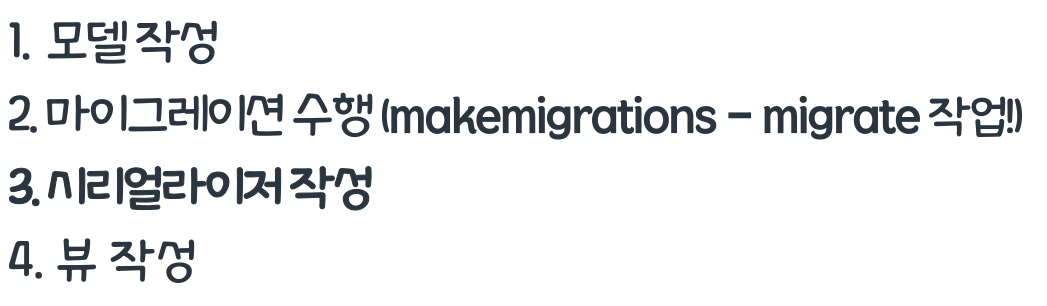 1. 모델 작성
2. 마이그레이션 수행 (makemigrations - migrate 작업!)
3. 시리얼라이저 작성
4. 뷰 작성